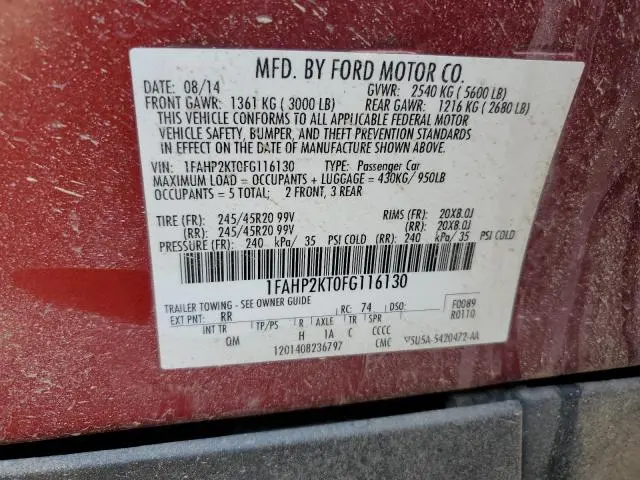 MFD. BY FORD MOTOR CO.
DATE: 08/14 GVWR: 2540 KG ( 5600 LB)
FRONT GAWR: 1361 KG ( 3000 LB) REAR GAWR: 1216 KG ( 2680 LB)
THIS VEHICLE CONFORMS TO ALL APPLICABLE FEDERAL MOTOR
VEHICLE SAFETY, BUMPER, AND THEFT PREVENTION STANDARDS
IN EFFECT ON THE DATE OF MANUFACTURE SHOWN ABOVE.
VIN: 1FAHP2KT0FG116130 TYPE: Passenger Car
MAXIMUM LOAD = OCCUPANTS + LUGGAGE = 430KG/950LB
OCCUPANTS = 5 TOTAL: 2 FRONT, 3 REAR
TIRE (FR): 245/45R20 99V RIMS (FR): 20X8.0J
(RR): 245/45R20 99V (RR): 20X8.0J
PRESSURE (FR): 240 kPa/ 35 PSI COLD (RR): 240 kPa/ 35 PSI COLD
1FAHP2KT0FG116130
TRAILER TOWING - SEE OWNER GUIDE
EXT PNT: RR RC: 74 DSO: F0089
R0110
INT TR TP/PS R AXLE TR SPR
QM H 1A C CCCC
1201408236797 CMC 5U5A-5420472-AA